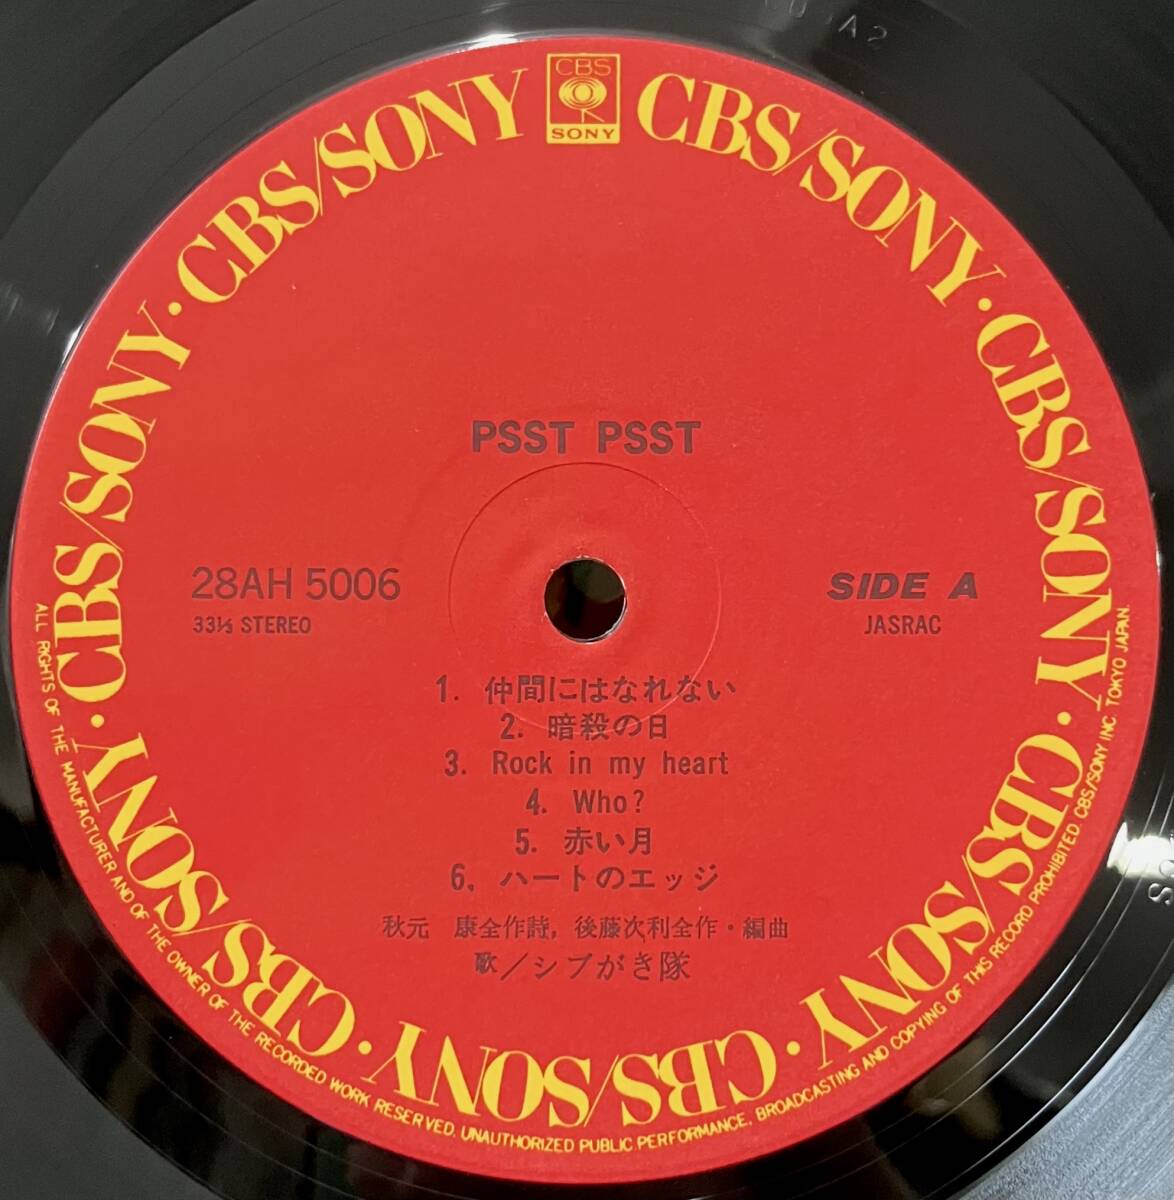 CBS
SONY
CBS/SONY · CBS/SONY · CBS/SONY · CBS/SONY · CBS/SONY · CBS/SONY · CBS/SONY · CBS/SONY · CBS/SONY · CBS/SONY
PSST PSST
28AH 5006
33⅓ STEREO
SIDE A
JASRAC
1. 仲間にはなれない
2. 暗殺の日
3. Rock in my heart
4. Who?
5. 赤い月
6. ハートのエッジ
秋元 康全作詩, 後藤次利全作・編曲
歌/シブがき隊
ALL RIGHTS OF THE MANUFACTURER AND OF THE OWNER OF THE RECORDED WORK RESERVED. UNAUTHORIZED PUBLIC PERFORMANCE, BROADCASTING AND COPYING OF THIS RECORD PROHIBITED. CBS/SONY INC. TOKYO JAPAN.